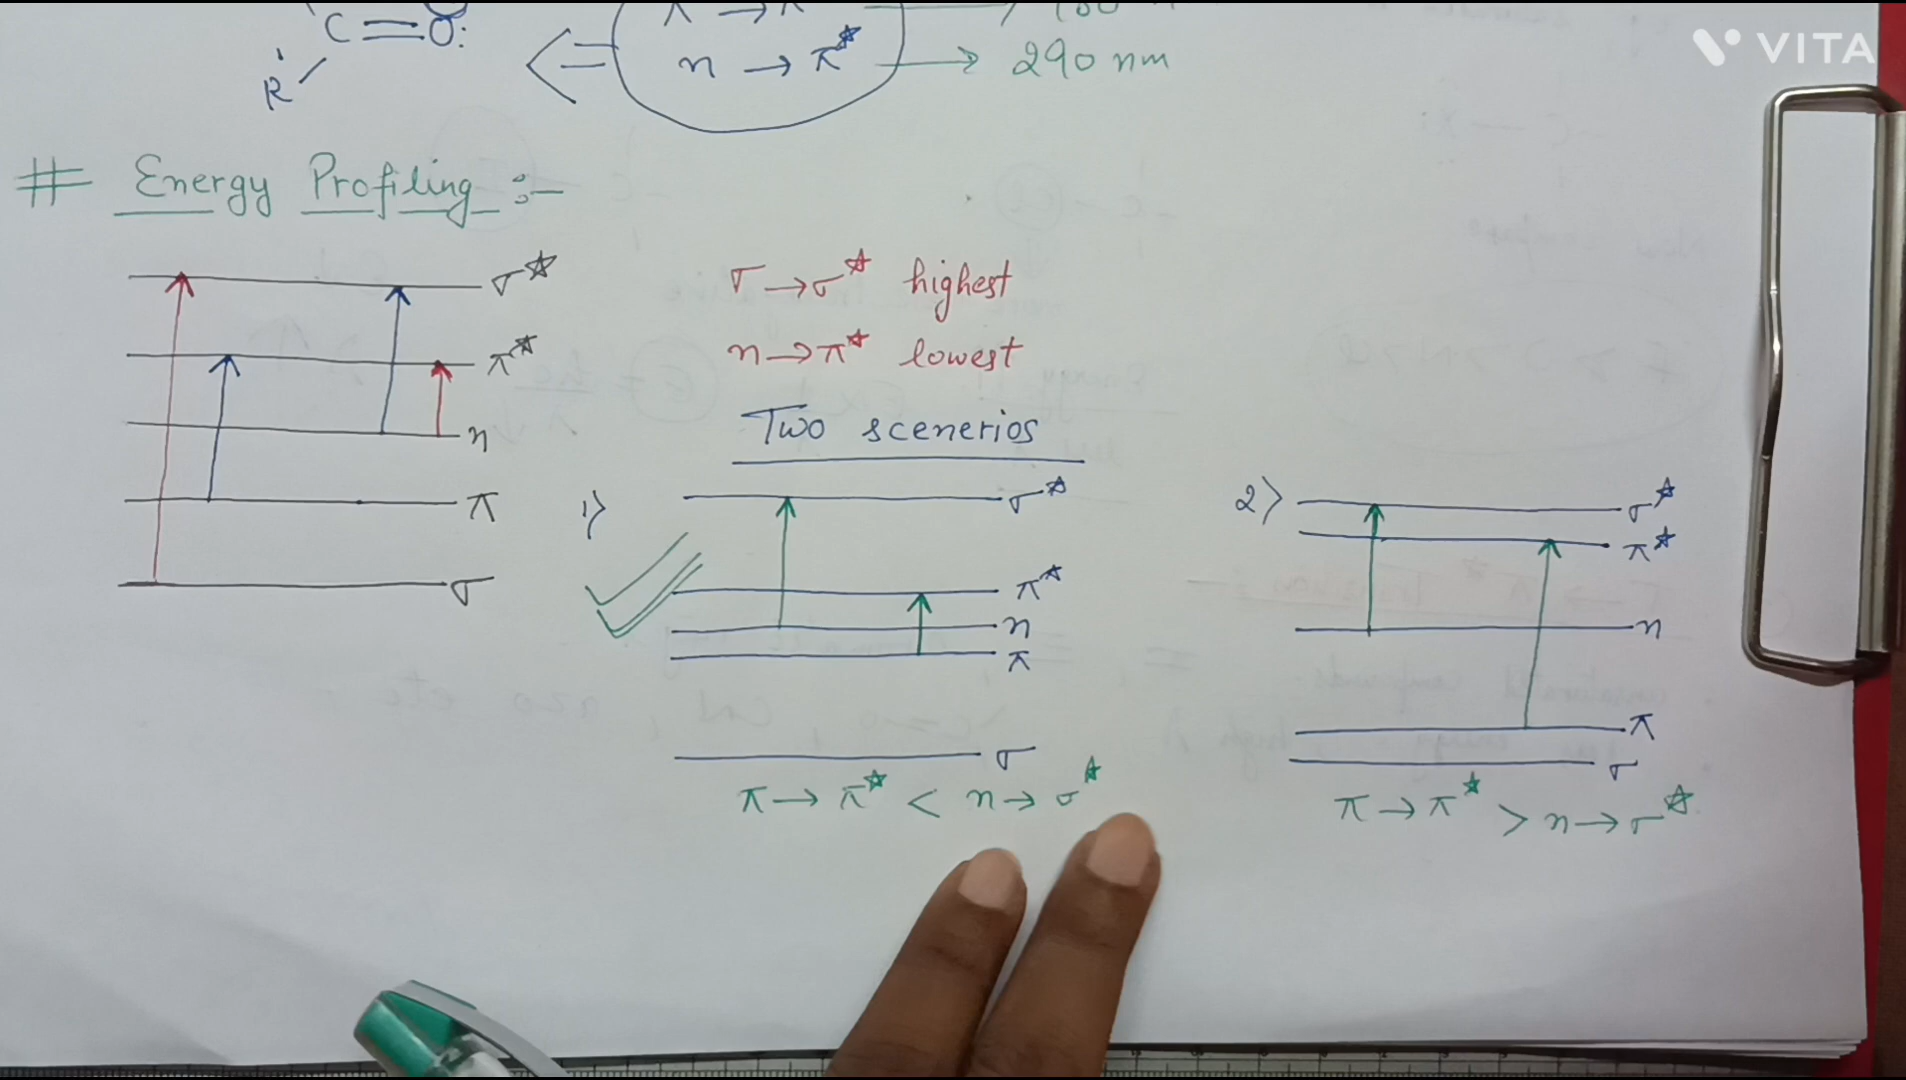 VITA
C=O:
R'
n → π* → 290 nm
# Energy Profiling :-
σ*
π*
n
π
σ
σ → σ* highest
n → π* lowest
Two scenerios
1)
σ*
π*
n
π
σ
π → π* < n → σ*
2)
σ*
π*
n
π
σ
π → π* > n → σ*